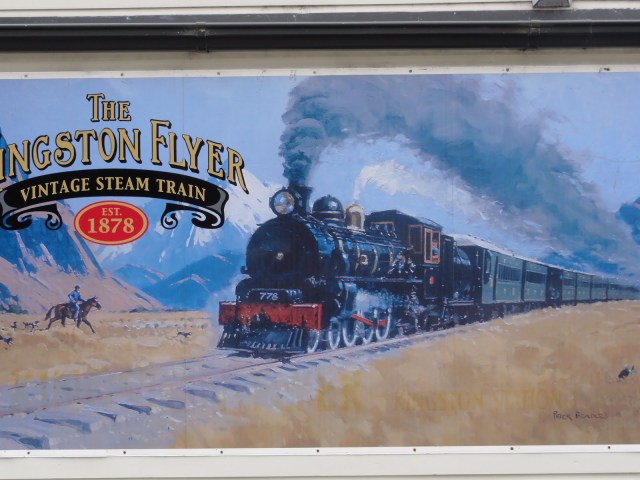 THE
INGSTON FLYER
VINTAGE STEAM TRAIN
EST.
1878
778